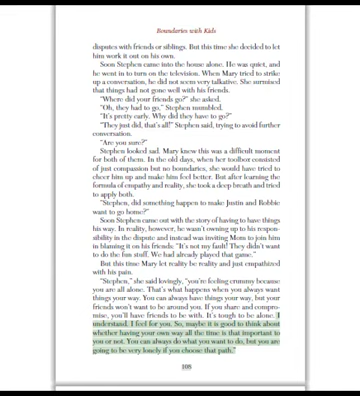 Boundaries with Kids
disputes with friends or siblings. But this time she decided to let
him work it out on his own.
Soon Stephen came into the house alone. He was quiet, and
he went in to turn on the television. When Mary tried to strike
up a conversation, he did not seem very talkative. She surmised
that things had not gone well with his friends.
"Where did your friends go?" she asked.
"Oh, they had to go," Stephen mumbled.
"It's pretty early. Why did they have to go?"
"They just did, that's all!" Stephen said, trying to avoid further
conversation.
"Are you sure?"
Stephen looked sad. Mary knew this was a difficult moment
for both of them. In the old days, when her toolbox consisted
of just compassion but no boundaries, she would have tried to
cheer him up and make him feel better. But after learning the
formula of empathy and reality, she took a deep breath and tried
to apply both.
"Stephen, did something happen to make Justin and Robbie
want to go home?"
Soon Stephen came out with the story of having to have things
his way. In reality, however, he wasn't owning up to his respon-
sibility in the dispute and instead was inviting Mom to join him
in blaming it on his friends: "It's not my fault! They didn't want
to do the fun stuff. We had already played that game."
But this time Mary let reality be reality and just empathized
with his pain.
"Stephen," she said lovingly, "you're feeling crummy because
you are all alone. That's what happens when you always want
things your way. You can always have things your way, but your
friends won't want to be around you. If you share and compro-
mise, you'll have friends to be with. It's tough to be alone. I
understand. I feel for you. So, maybe it is good to think about
whether having your own way all the time is that important to
you or not. You can always do what you want to do, but you are
going to be very lonely if you choose that path."
108